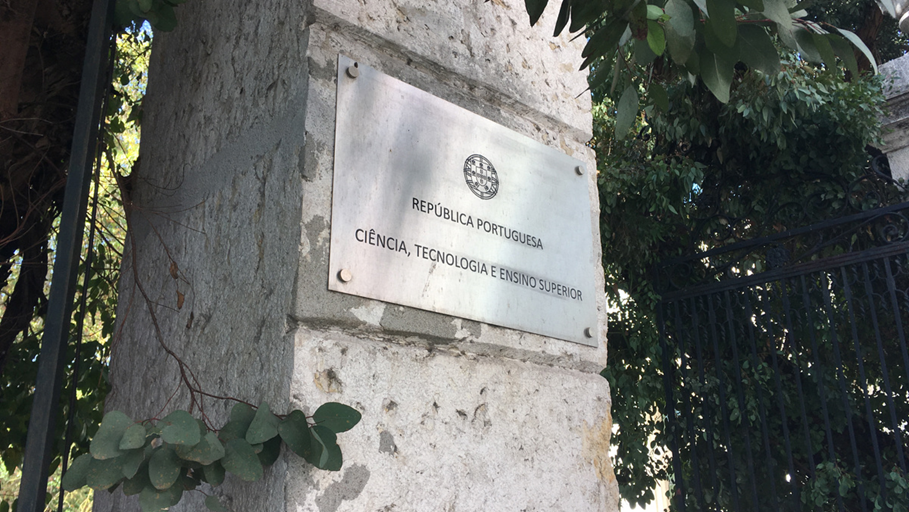 REPÚBLICA PORTUGUESA
CIÊNCIA, TECNOLOGIA E ENSINO SUPERIOR